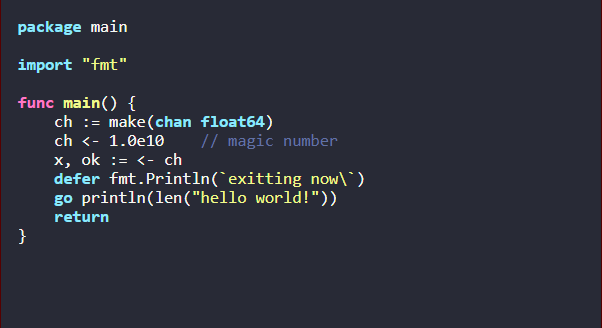 package main

import "fmt"

func main() {
    ch := make(chan float64)
    ch <- 1.0e10    // magic number
    x, ok := <- ch
    defer fmt.Println(`exitting now\`)
    go println(len("hello world!"))
    return
}